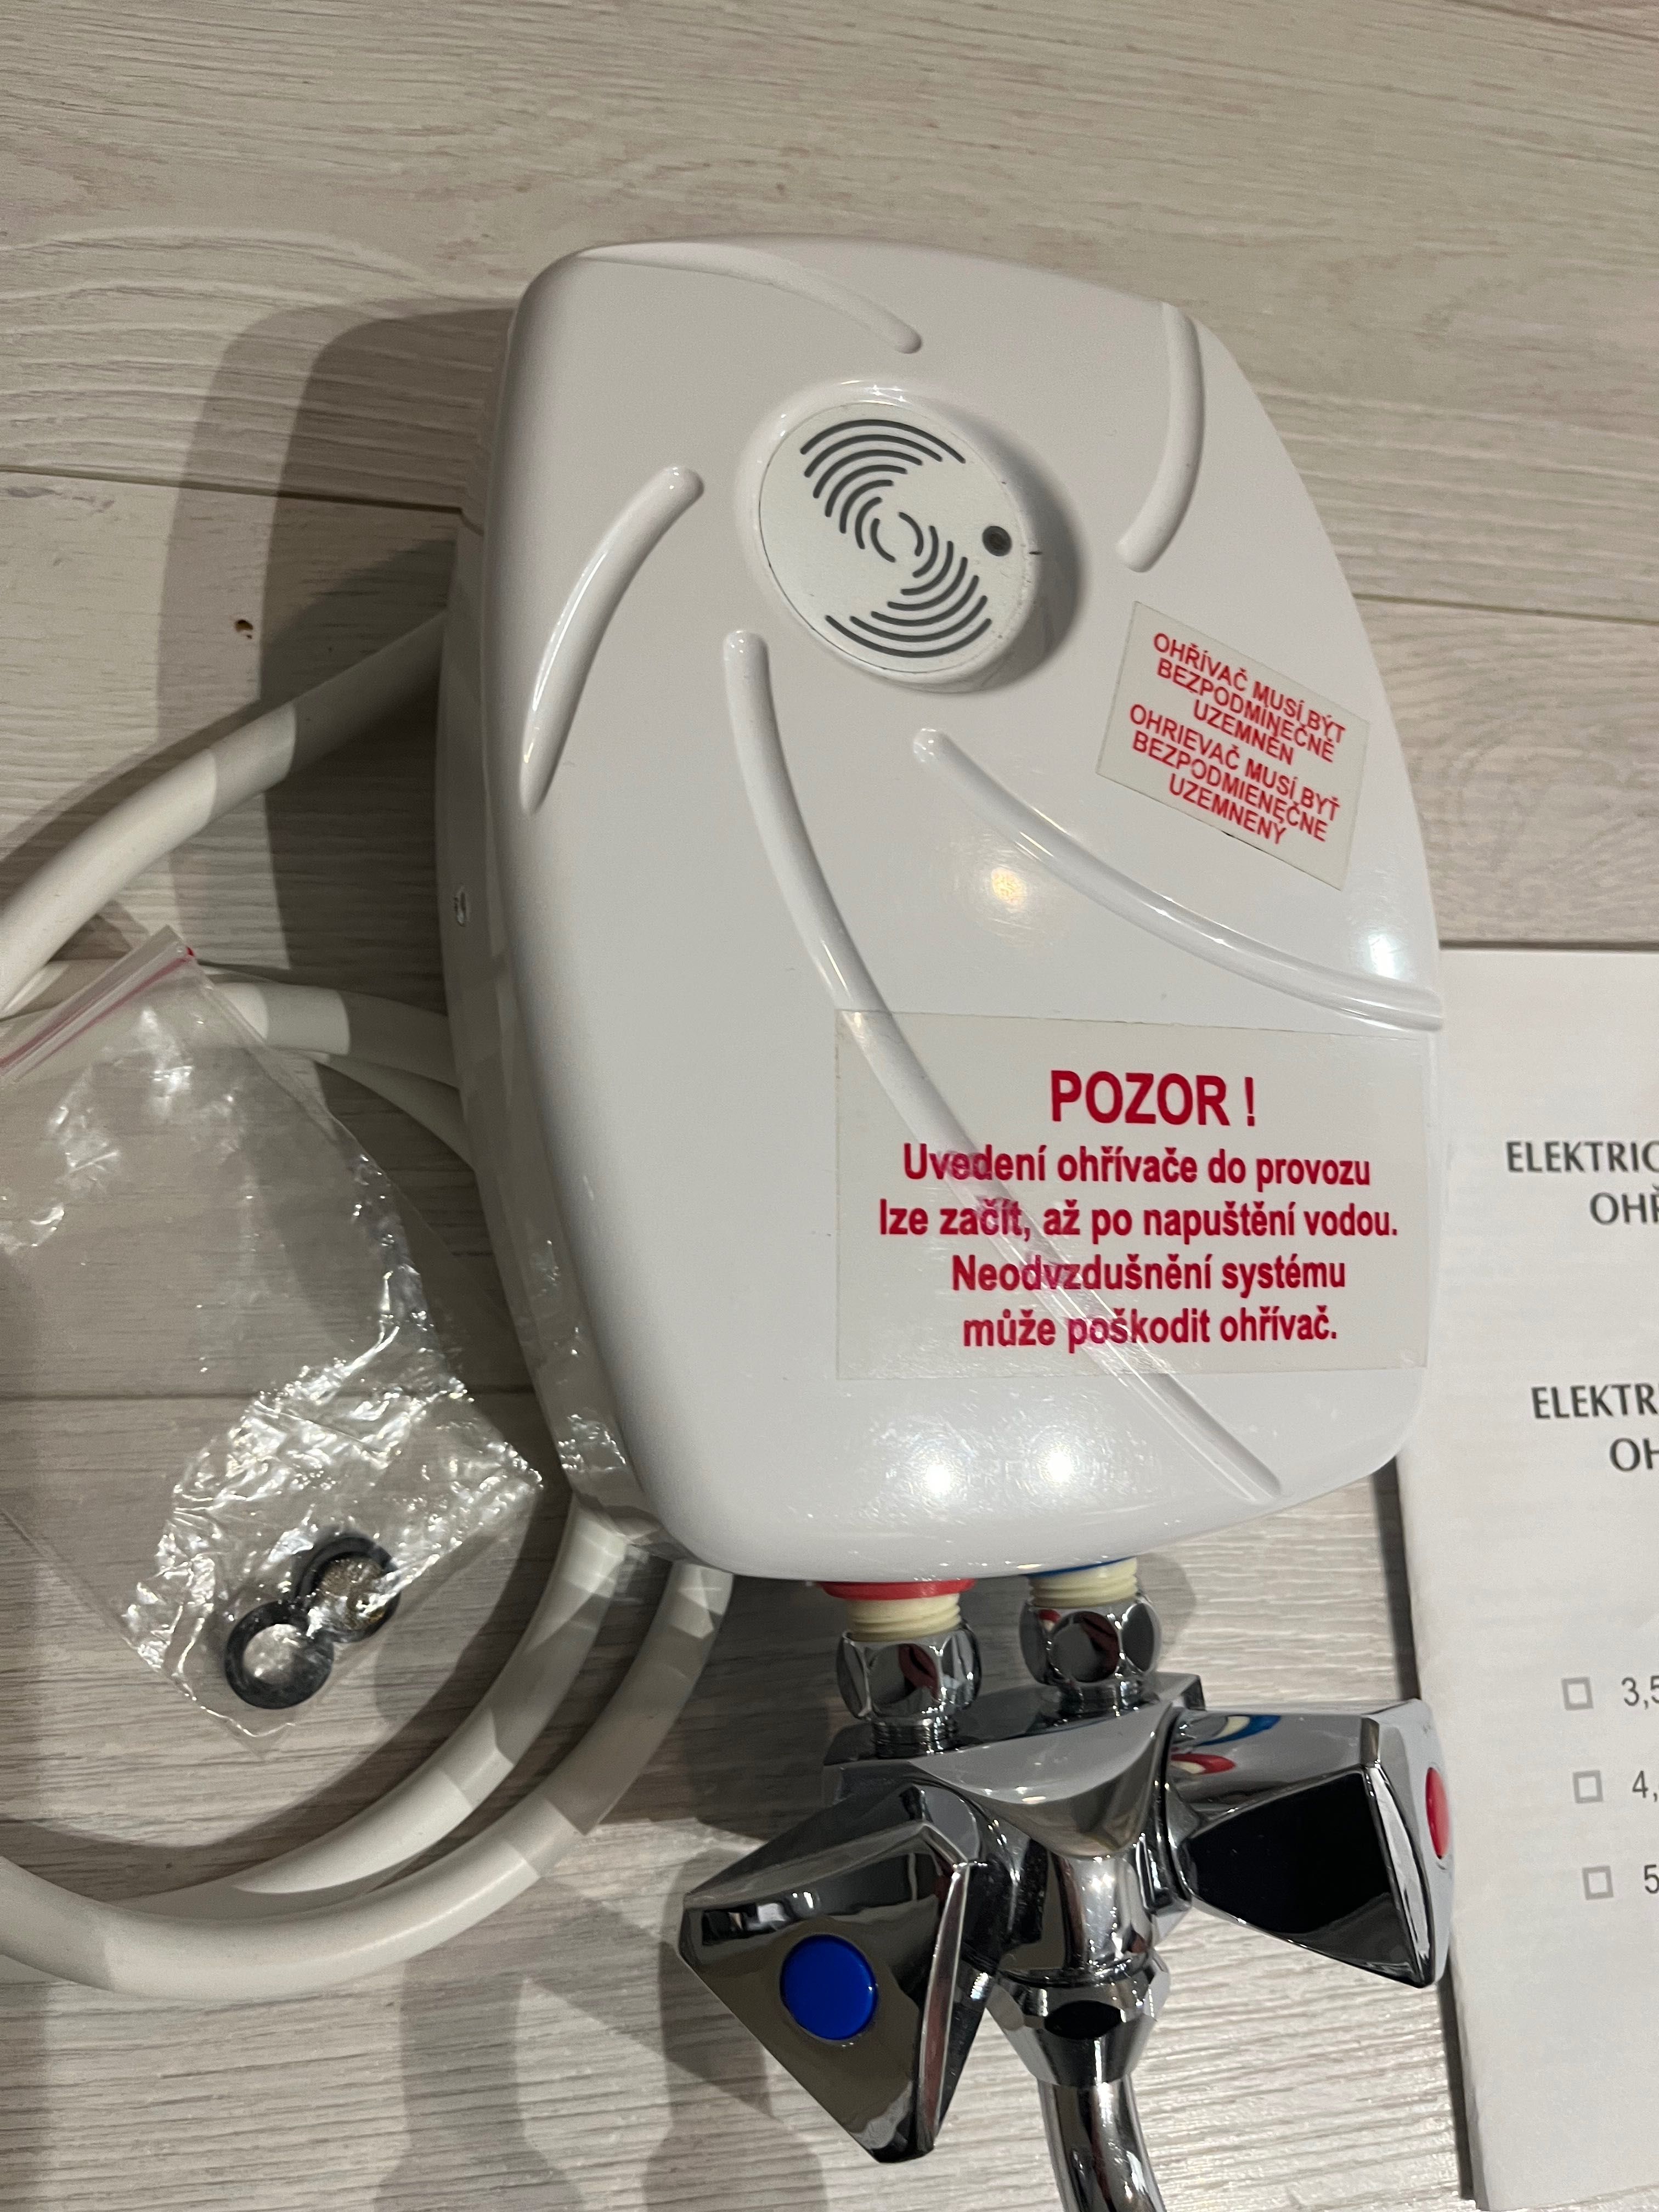 OHŘÍVAČ MUSÍ BÝT
BEZPODMÍNEČNĚ
UZEMNĚN
OHRIEVAČ MUSÍ BYŤ
BEZPODMIENEČNE
UZEMNENÝ
POZOR !
Uvedení ohřívače do provozu
lze začít, až po napuštění vodou.
Neodvzdušnění systému
může poškodit ohřívač.